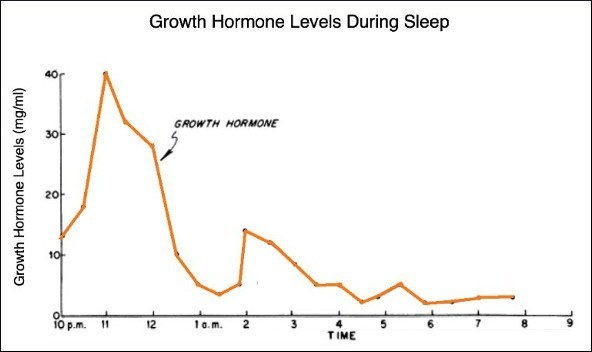 Growth Hormone Levels During Sleep
Growth Hormone Levels (mg/ml)
40
30
20
10
0
GROWTH HORMONE
10 p.m. 11 12 1 a.m. 2 3 4 5 6 7 8 9
TIME